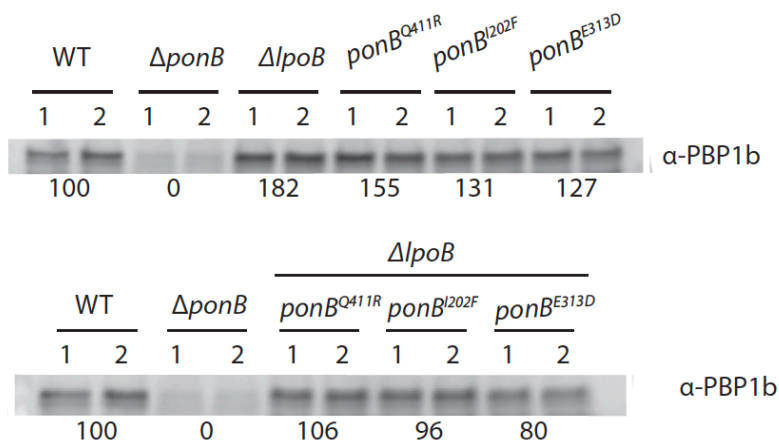 WT ΔponB ΔlpoB ponB^Q411R ponB^I202F ponB^E313D
1 2 1 2 1 2 1 2 1 2 1 2
α-PBP1b
100 0 182 155 131 127
ΔlpoB
WT ΔponB ponB^Q411R ponB^I202F ponB^E313D
1 2 1 2 1 2 1 2 1 2
α-PBP1b
100 0 106 96 80